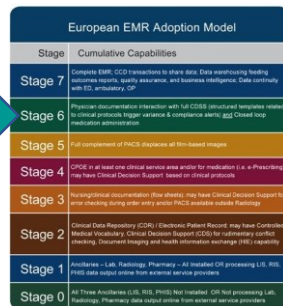 European EMR Adoption Model
Stage Cumulative Capabilities
Stage 7
Complete EMR; CCD transactions to share data; Data warehousing feeding
outcomes reports, quality assurance, and business intelligence; Data continuity
with ED, ambulatory, OP
Stage 6
Physician documentation interaction with full CDSS (structured templates related
to clinical protocols trigger variance & compliance alerts) and Closed loop
medication administration
Stage 5
Full complement of PACS displaces all film-based images
Stage 4
CPOE in at least one clinical service area and/or for medication (i.e. e-Prescribing);
may have Clinical Decision Support based on clinical protocols
Stage 3
Nursing/clinical documentation (flow sheets); may have Clinical Decision Support for
error checking during order entry and/or PACS available outside Radiology
Stage 2
Clinical Data Repository (CDR) / Electronic Patient Record; may have Controlled
Medical Vocabulary, Clinical Decision Support (CDS) for rudimentary conflict
checking, Document Imaging and health information exchange (HIE) capability
Stage 1
Ancillaries – Lab, Radiology, Pharmacy – All Installed OR processing LIS, RIS,
PHIS data output online from external service providers
Stage 0
All Three Ancillaries (LIS, RIS, PHIS) Not Installed OR Not processing Lab,
Radiology, Pharmacy data output online from external service providers